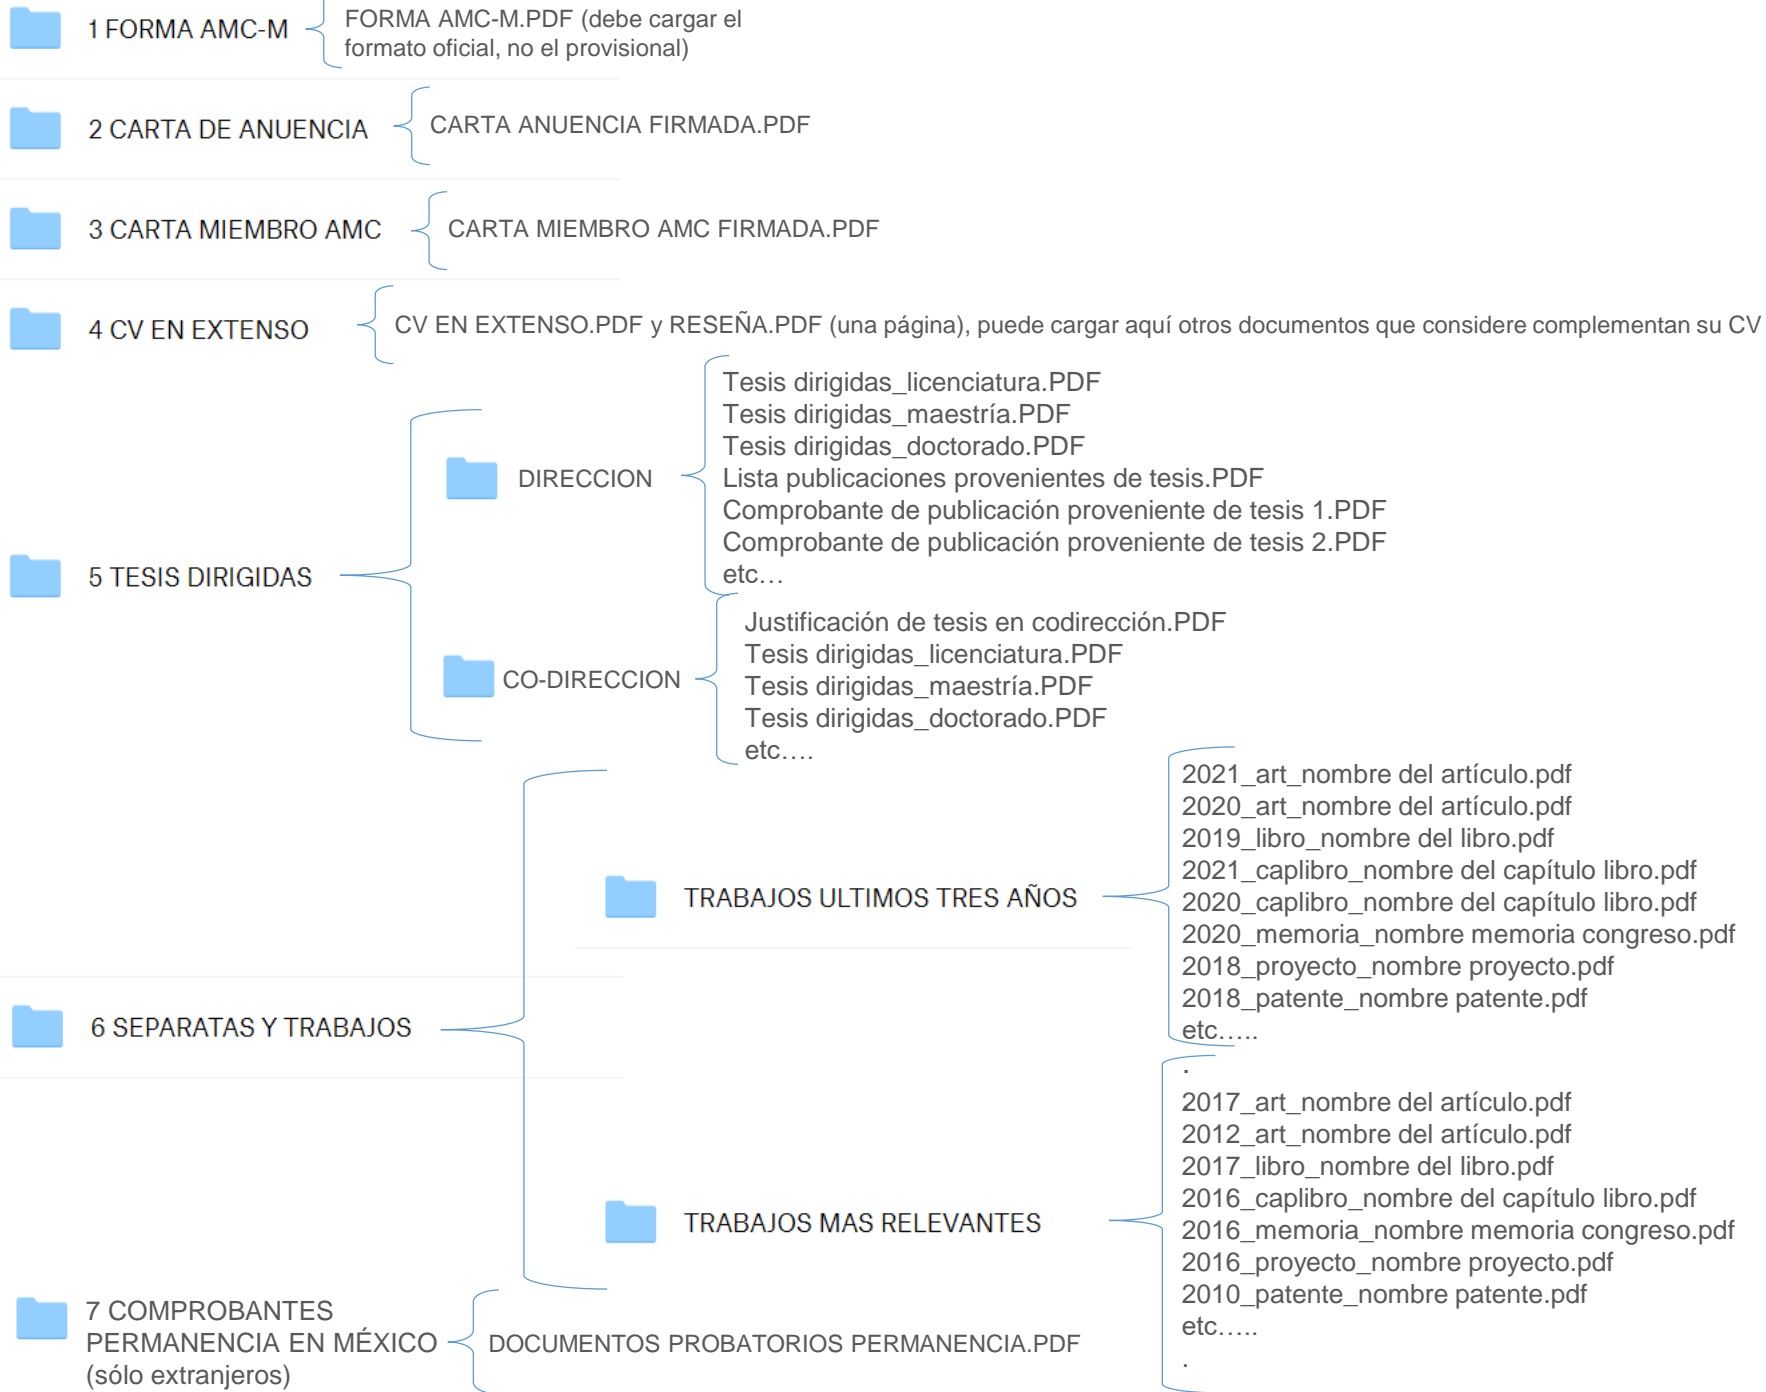 1 FORMA AMC-M
FORMA AMC-M.PDF (debe cargar el
formato oficial, no el provisional)
2 CARTA DE ANUENCIA
CARTA ANUENCIA FIRMADA.PDF
3 CARTA MIEMBRO AMC
CARTA MIEMBRO AMC FIRMADA.PDF
4 CV EN EXTENSO
CV EN EXTENSO.PDF y RESEÑA.PDF (una página), puede cargar aquí otros documentos que considere complementan su CV
5 TESIS DIRIGIDAS
DIRECCION
Tesis dirigidas_licenciatura.PDF
Tesis dirigidas_maestría.PDF
Tesis dirigidas_doctorado.PDF
Lista publicaciones provenientes de tesis.PDF
Comprobante de publicación proveniente de tesis 1.PDF
Comprobante de publicación proveniente de tesis 2.PDF
etc…
CO-DIRECCION
Justificación de tesis en codirección.PDF
Tesis dirigidas_licenciatura.PDF
Tesis dirigidas_maestría.PDF
Tesis dirigidas_doctorado.PDF
etc….
6 SEPARATAS Y TRABAJOS
TRABAJOS ULTIMOS TRES AÑOS
2021_art_nombre del artículo.pdf
2020_art_nombre del artículo.pdf
2019_libro_nombre del libro.pdf
2021_caplibro_nombre del capítulo libro.pdf
2020_caplibro_nombre del capítulo libro.pdf
2020_memoria_nombre memoria congreso.pdf
2018_proyecto_nombre proyecto.pdf
2018_patente_nombre patente.pdf
etc…..
.
TRABAJOS MAS RELEVANTES
2017_art_nombre del artículo.pdf
2012_art_nombre del artículo.pdf
2017_libro_nombre del libro.pdf
2016_caplibro_nombre del capítulo libro.pdf
2016_memoria_nombre memoria congreso.pdf
2016_proyecto_nombre proyecto.pdf
2010_patente_nombre patente.pdf
etc…..
.
7 COMPROBANTES
PERMANENCIA EN MÉXICO
(sólo extranjeros)
DOCUMENTOS PROBATORIOS PERMANENCIA.PDF